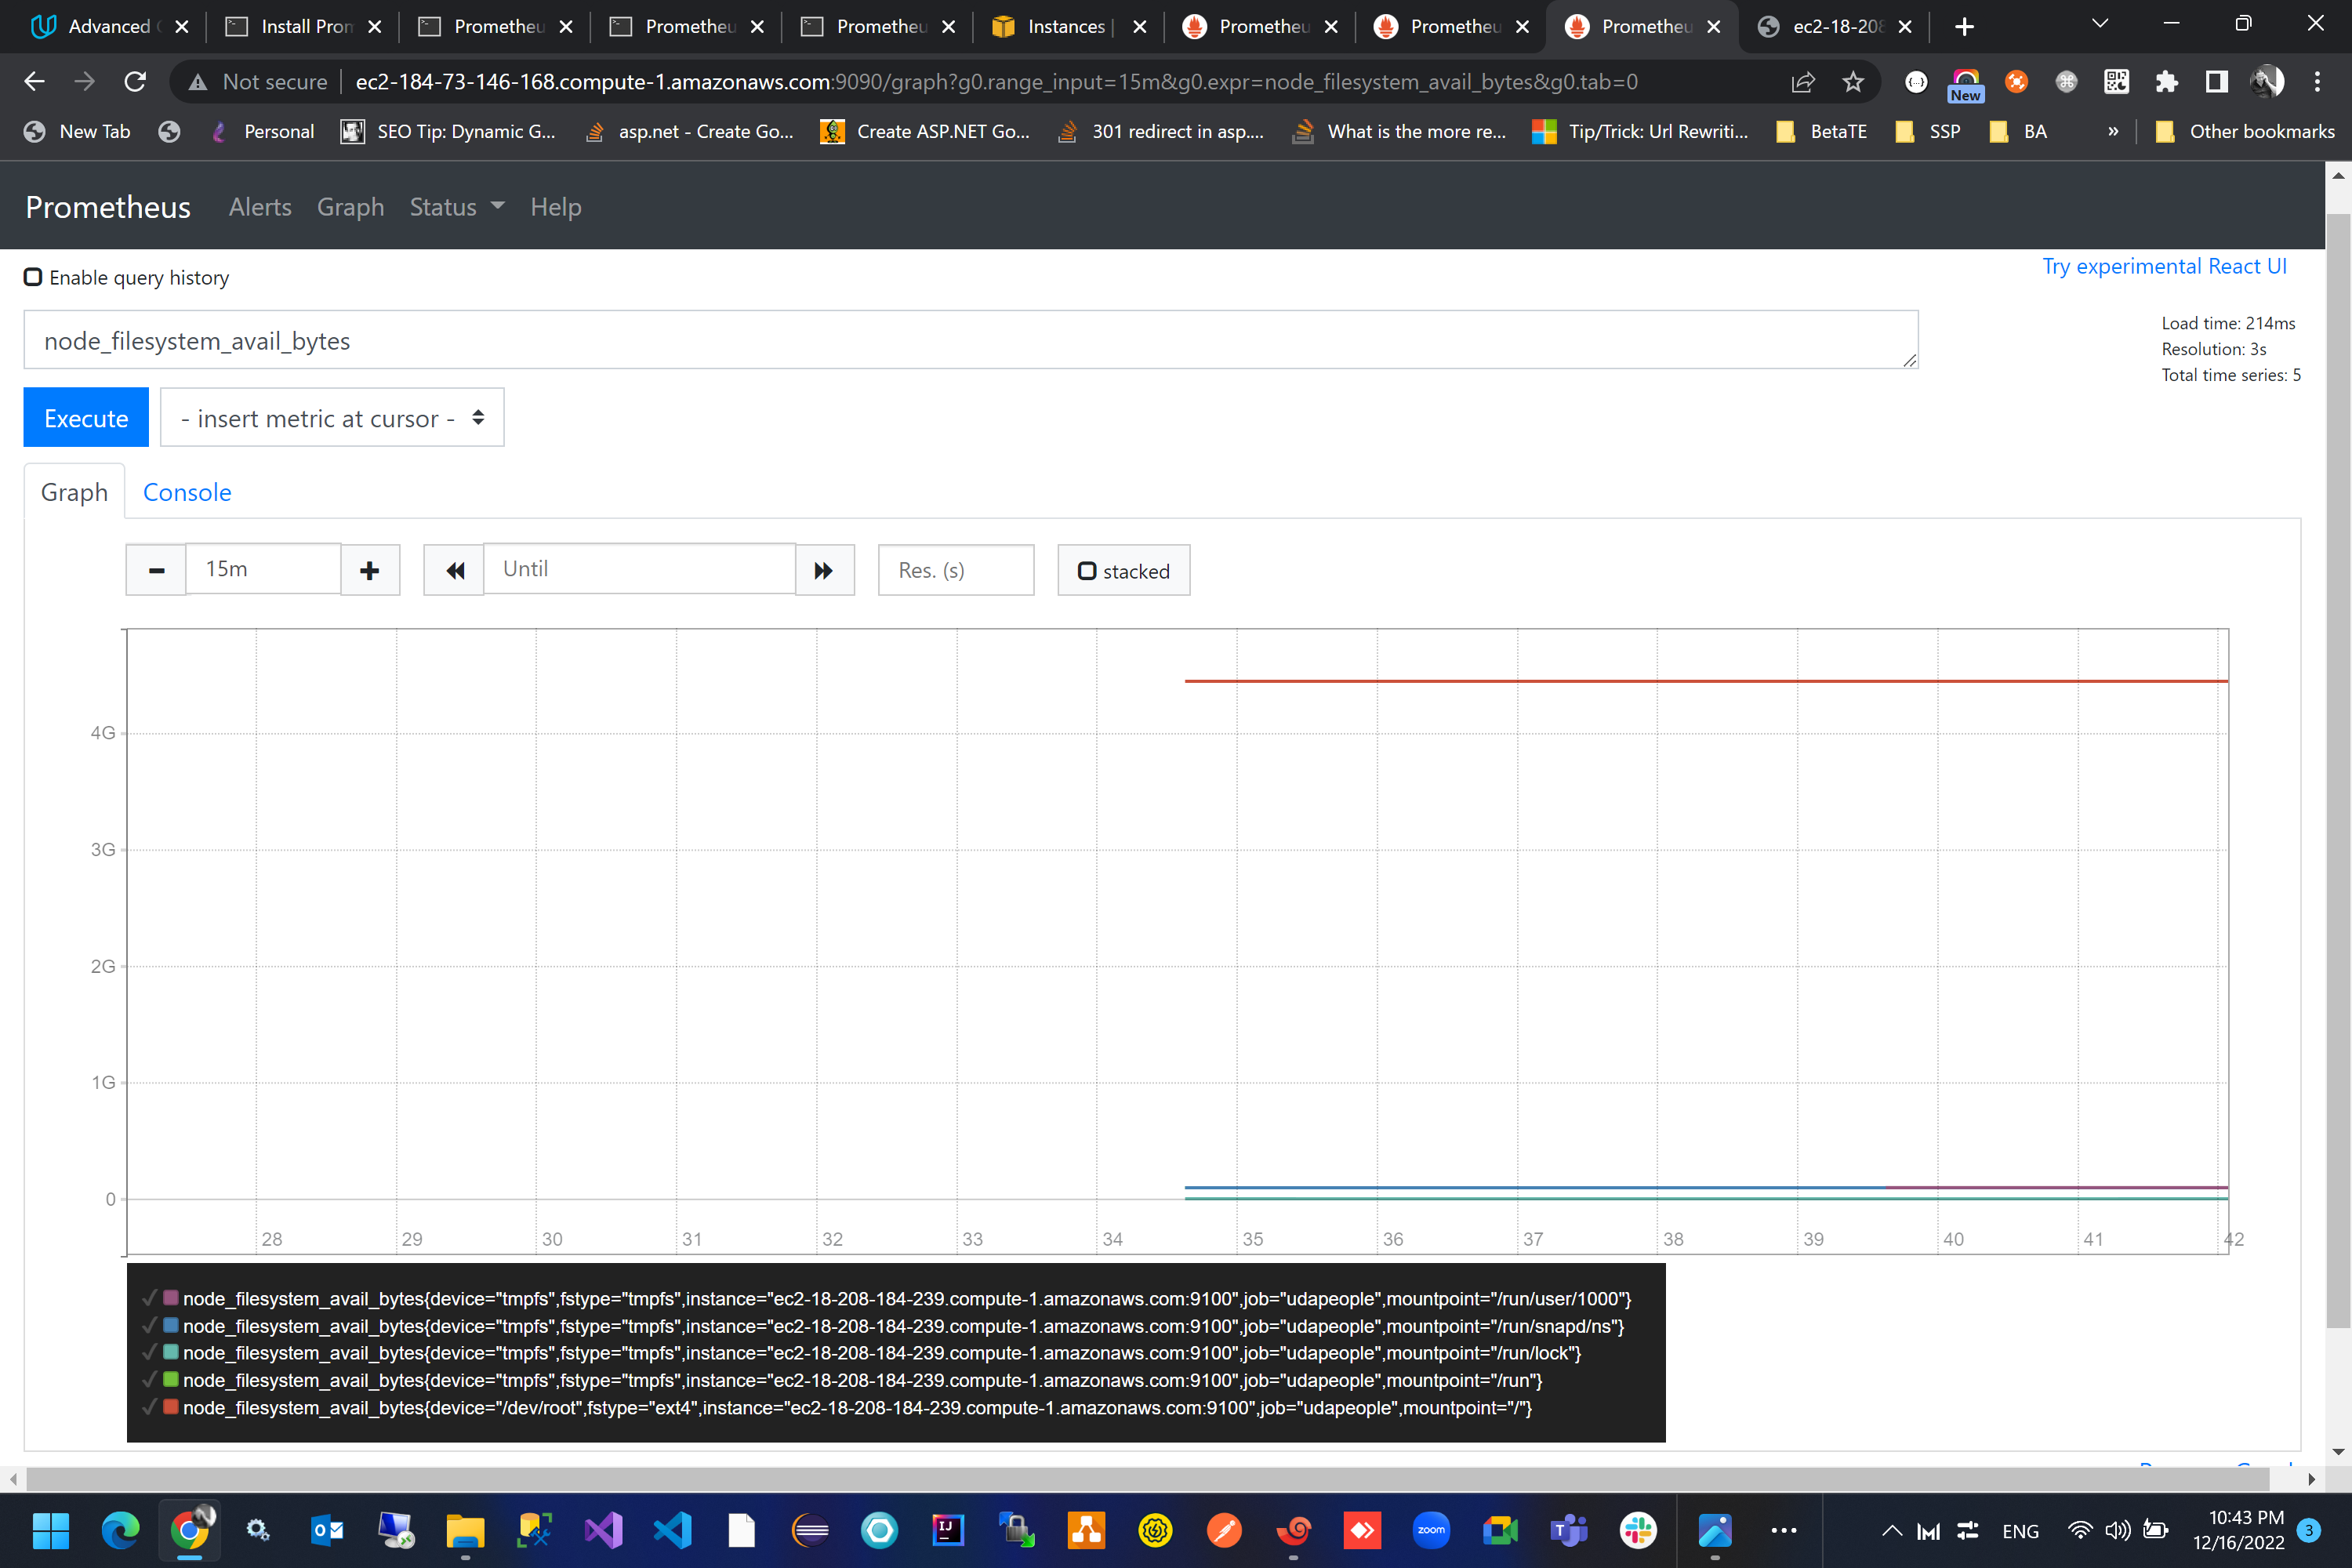 Advanced
Install Pron
Prometheu
Prometheu
Prometheu
Instances |
Prometheu
Prometheu
Prometheu
ec2-18-208
Not secure
ec2-184-73-146-168.compute-1.amazonaws.com:9090/graph?g0.range_input=15m&g0.expr=node_filesystem_avail_bytes&g0.tab=0
New
New Tab
Personal
SEO Tip: Dynamic G...
asp.net - Create Go...
Create ASP.NET Go...
301 redirect in asp....
What is the more re...
Tip/Trick: Url Rewriti...
BetaTE
SSP
BA
»
Other bookmarks
Prometheus Alerts Graph Status Help
Enable query history
Try experimental React UI
node_filesystem_avail_bytes
Load time: 214ms
Resolution: 3s
Total time series: 5
Execute
- insert metric at cursor -
Graph
Console
15m
Until
Res. (s)
stacked
4G
3G
2G
1G
0
28 29 30 31 32 33 34 35 36 37 38 39 40 41 42
node_filesystem_avail_bytes{device="tmpfs",fstype="tmpfs",instance="ec2-18-208-184-239.compute-1.amazonaws.com:9100",job="udapeople",mountpoint="/run/user/1000"}
node_filesystem_avail_bytes{device="tmpfs",fstype="tmpfs",instance="ec2-18-208-184-239.compute-1.amazonaws.com:9100",job="udapeople",mountpoint="/run/snapd/ns"}
node_filesystem_avail_bytes{device="tmpfs",fstype="tmpfs",instance="ec2-18-208-184-239.compute-1.amazonaws.com:9100",job="udapeople",mountpoint="/run/lock"}
node_filesystem_avail_bytes{device="tmpfs",fstype="tmpfs",instance="ec2-18-208-184-239.compute-1.amazonaws.com:9100",job="udapeople",mountpoint="/run"}
node_filesystem_avail_bytes{device="/dev/root",fstype="ext4",instance="ec2-18-208-184-239.compute-1.amazonaws.com:9100",job="udapeople",mountpoint="/"}
IJ
zoom
ENG
10:43 PM
12/16/2022
3